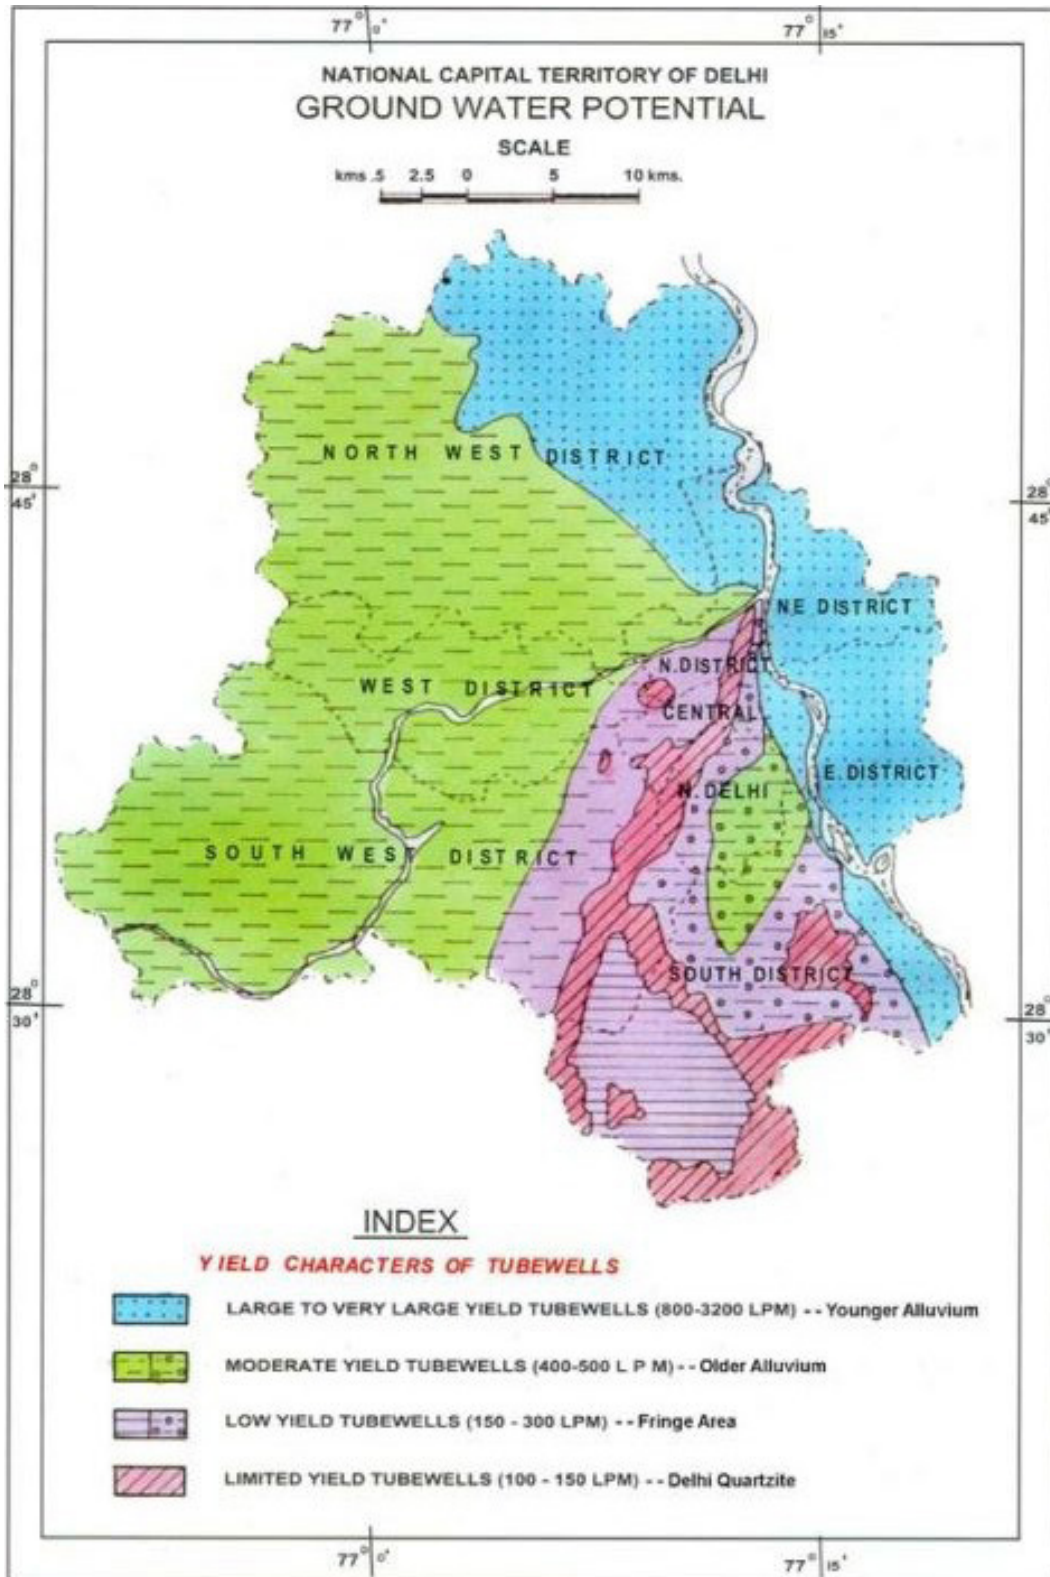 77° 0' 77° 15'
NATIONAL CAPITAL TERRITORY OF DELHI
GROUND WATER POTENTIAL
SCALE
kms .5 2.5 0 5 10 kms.
NORTH WEST DISTRICT
28° 45' 28° 45'
NE DISTRICT
N.DISTRICT
WEST DISTRICT
CENTRAL
E. DISTRICT
N. DELHI
SOUTH WEST DISTRICT
SOUTH DISTRICT
28° 30' 28° 30'
INDEX
YIELD CHARACTERS OF TUBEWELLS
LARGE TO VERY LARGE YIELD TUBEWELLS (800-3200 LPM) -- Younger Alluvium
MODERATE YIELD TUBEWELLS (400-500 L P M) -- Older Alluvium
LOW YIELD TUBEWELLS (150 - 300 LPM) -- Fringe Area
LIMITED YIELD TUBEWELLS (100 - 150 LPM) -- Delhi Quartzite
77° 0' 77° 15'